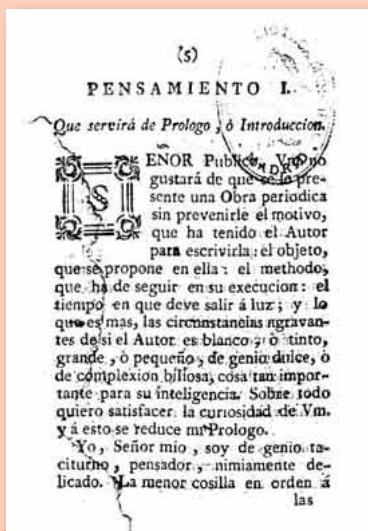 (5)
PENSAMIENTO I.
Que servirá de Prologo, ò Introduccion.
SENOR Publico, Vm. no
gustará de que se le pre-
sente una Obra periodica
sin prevenirle el motivo,
que ha tenido el Autor
para escrivirla: el objeto,
que se propone en ella: el methodo,
que ha de seguir en su execucion: el
tiempo en que deve salir á luz; y lo
que es mas, las circunstancias agravan-
tes de si el Autor es blanco, ò tinto,
grande, ò pequeño, de genio dulce, ò
de complexion biliosa, cosa tan impor-
tante para su inteligencia. Sobre todo
quiero satisfacer la curiosidad de Vm.
y á esto se reduce mi Prologo.
Yo, Señor mio, soy de genio ta-
citurno, pensador, nimiamente de-
licado. La menor cosilla en orden á
las